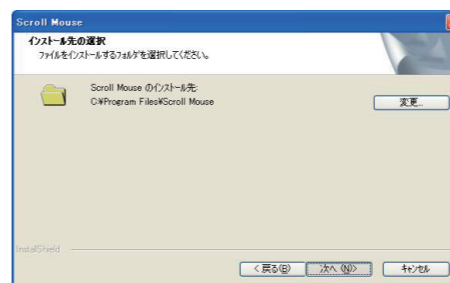 Scroll Mouse
インストール先の選択
ファイルをインストールするフォルダを選択してください。
Scroll Mouse のインストール先:
C:¥Program Files¥Scroll Mouse
変更...
InstallShield
< 戻る(B)
次へ (N)>
キャンセル